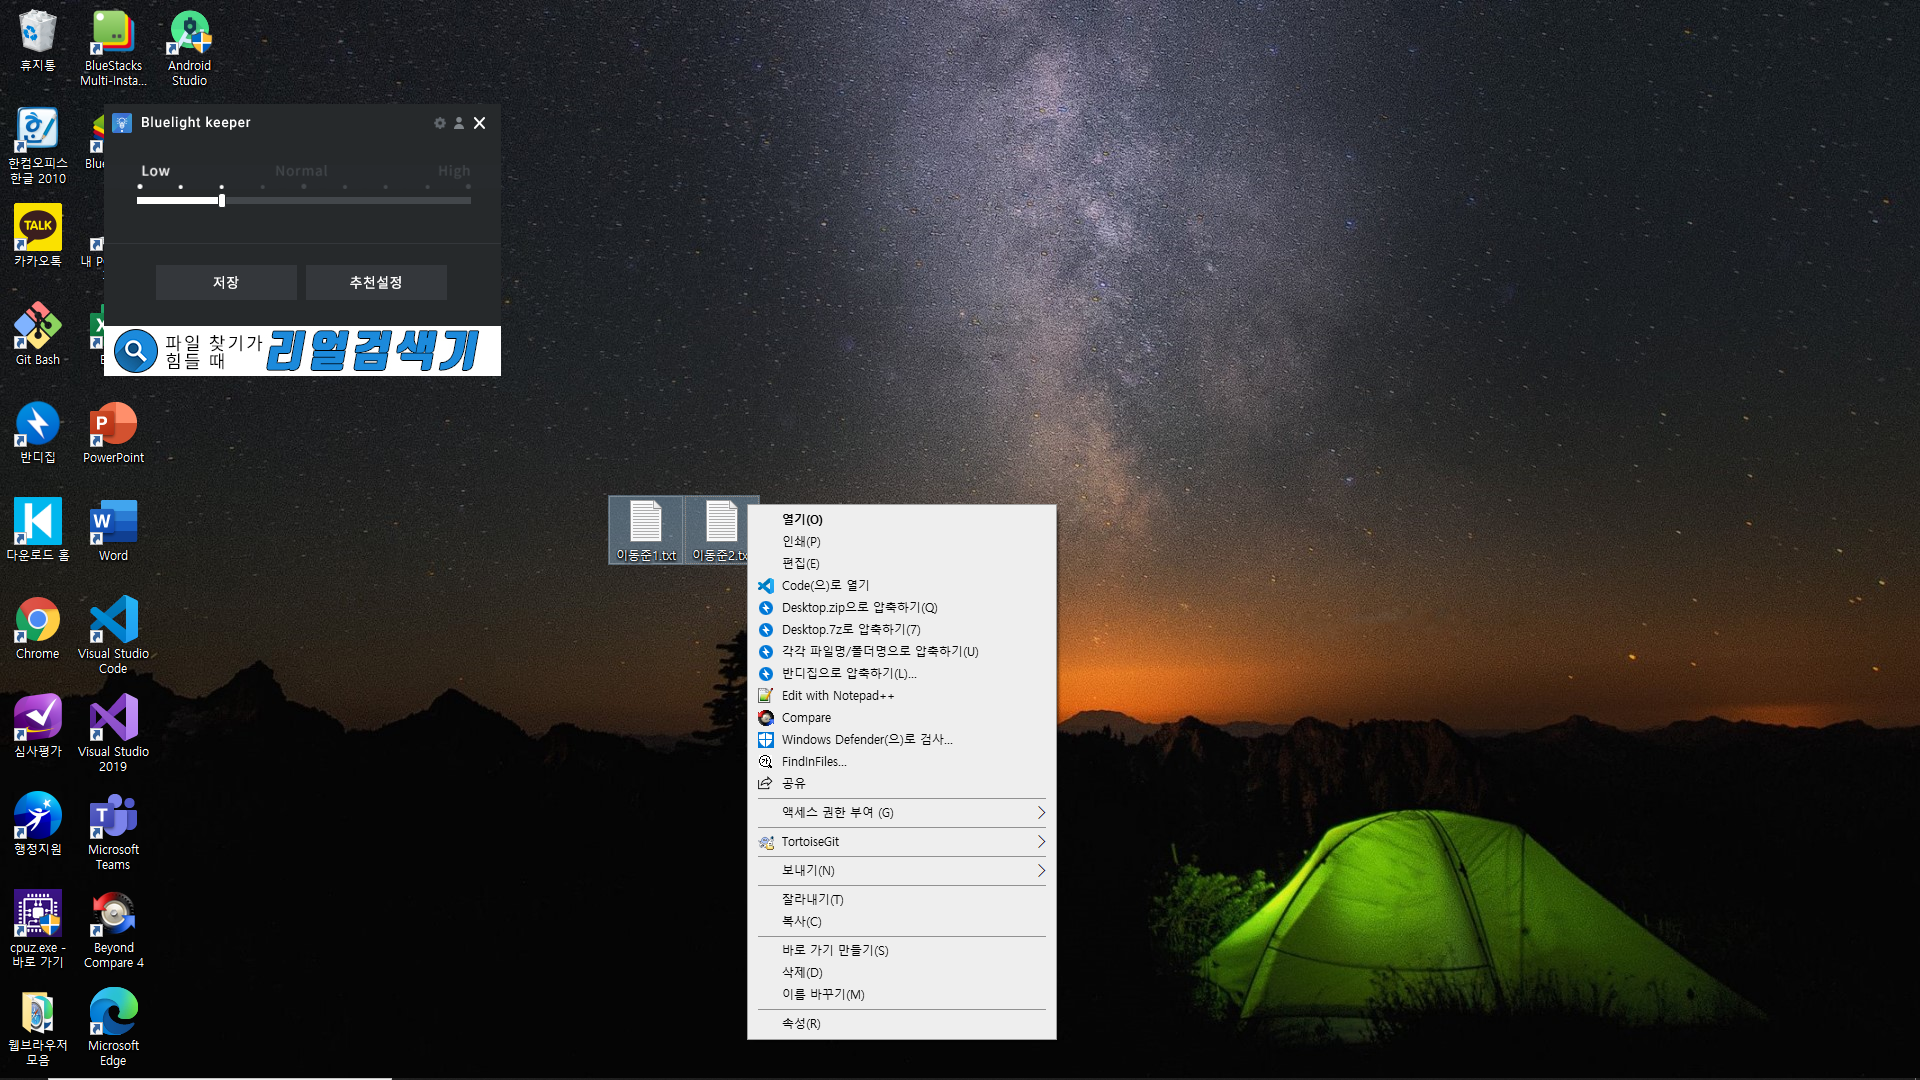 휴지통
BlueStacks
Multi-Insta...
Android
Studio
한컴오피스
한글 2010
Blue
카카오톡
내 P
Git Bash
E
반디집
PowerPoint
다운로드 홈
Word
Chrome
Visual Studio
Code
심사평가
Visual Studio
2019
행정지원
Microsoft
Teams
cpuz.exe -
바로 가기
Beyond
Compare 4
웹브라우저
모음
Microsoft
Edge
TALK
Bluelight keeper
Low Normal High
저장 추천설정
파일 찾기가
힘들 때
리얼검색기
이동준1.txt
이동준2.tx
열기(O)
인쇄(P)
편집(E)
Code(으)로 열기
Desktop.zip으로 압축하기(Q)
Desktop.7z로 압축하기(7)
각각 파일명/폴더명으로 압축하기(U)
반디집으로 압축하기(L)...
Edit with Notepad++
Compare
Windows Defender(으)로 검사...
FindInFiles...
공유
액세스 권한 부여 (G)
TortoiseGit
보내기(N)
잘라내기(T)
복사(C)
바로 가기 만들기(S)
삭제(D)
이름 바꾸기(M)
속성(R)